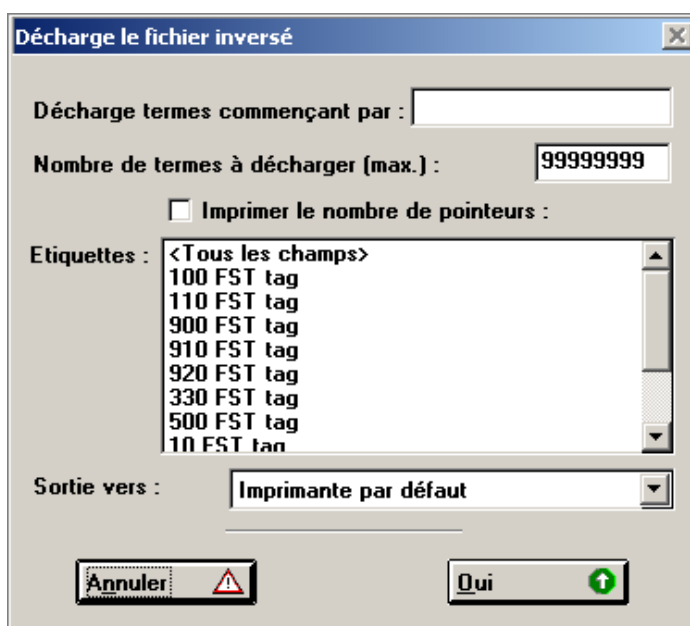 Décharge le fichier inversé
Décharge termes commençant par :
Nombre de termes à décharger (max.) : 99999999
Imprimer le nombre de pointeurs :
Etiquettes : <Tous les champs>
100 FST tag
110 FST tag
900 FST tag
910 FST tag
920 FST tag
330 FST tag
500 FST tag
10 FST tag
Sortie vers : Imprimante par défaut
Annuler Oui